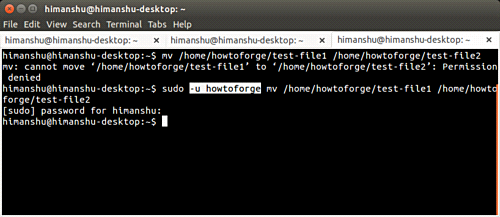 himanshu@himanshu-desktop: ~
File Edit View Search Terminal Tabs Help
himanshu@himanshu-desktop: ~ × himanshu@himanshu-desktop: ~ × himanshu@himanshu-desktop: ~ ×
himanshu@himanshu-desktop:~$ mv /home/howtoforge/test-file1 /home/howtoforge/test-file2
mv: cannot move ‘/home/howtoforge/test-file1’ to ‘/home/howtoforge/test-file2’: Permission
denied
himanshu@himanshu-desktop:~$ sudo -u howtoforge mv /home/howtoforge/test-file1 /home/howto
forge/test-file2
[sudo] password for himanshu:
himanshu@himanshu-desktop:~$